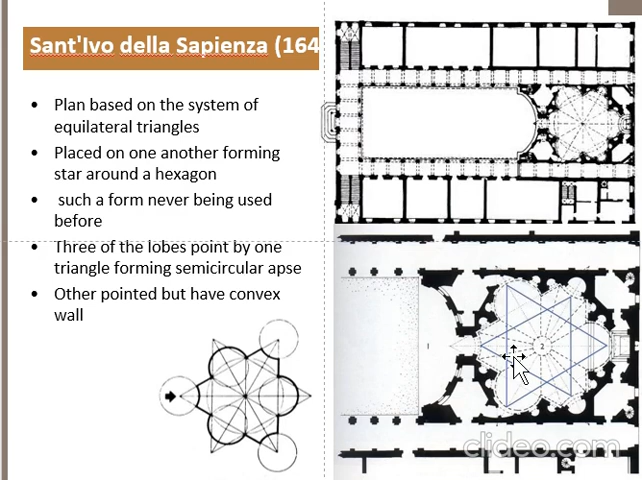 Sant'Ivo della Sapienza (164
• Plan based on the system of
equilateral triangles
• Placed on one another forming
star around a hexagon
• such a form never being used
before
• Three of the lobes point by one
triangle forming semicircular apse
• Other pointed but have convex
wall
1
2
clideo.com